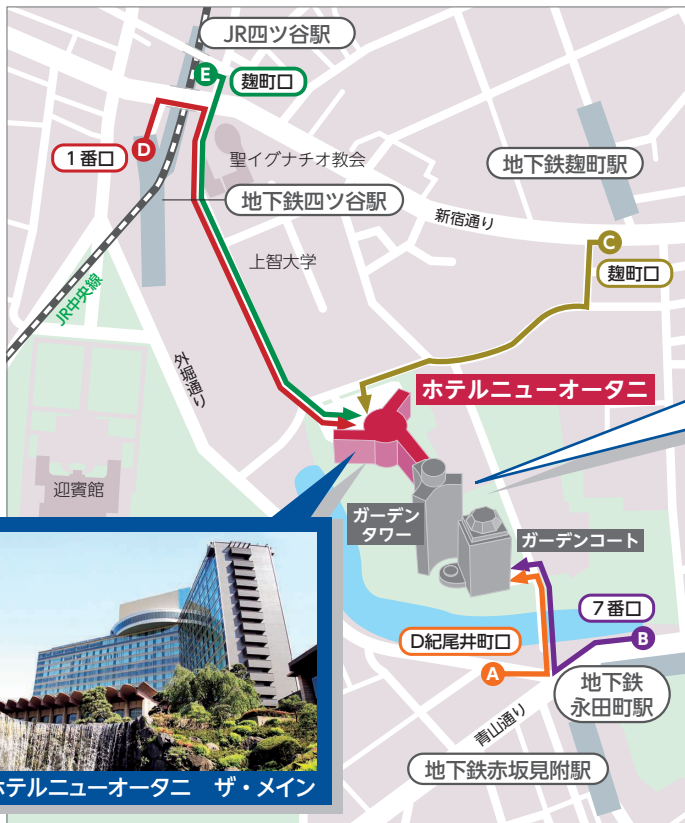 JR四ツ谷駅
E
麹町口
D
1番口
聖イグナチオ教会
地下鉄麹町駅
地下鉄四ツ谷駅
新宿通り
C
上智大学
麹町口
JR中央線
外堀通り
ホテルニューオータニ
迎賓館
ガーデン
タワー
ガーデンコート
7番口
D紀尾井町口
B
A
地下鉄
永田町駅
青山通り
地下鉄赤坂見附駅
ホテルニューオータニ ザ・メイン